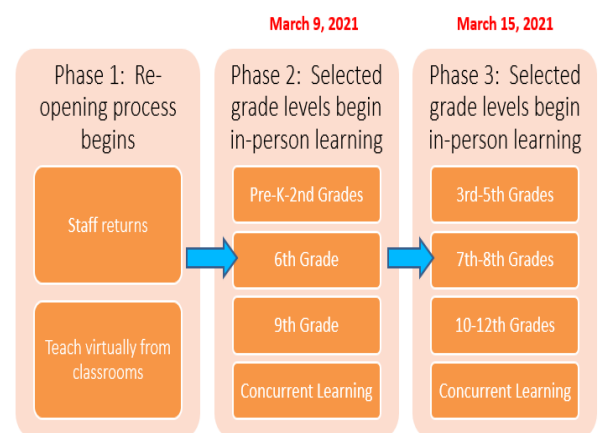 March 9, 2021
March 15, 2021
Phase 1: Re-
opening process
begins
Staff returns
Teach virtually from
classrooms
Phase 2: Selected
grade levels begin
in-person learning
Pre-K-2nd Grades
6th Grade
9th Grade
Concurrent Learning
Phase 3: Selected
grade levels begin
in-person learning
3rd-5th Grades
7th-8th Grades
10-12th Grades
Concurrent Learning